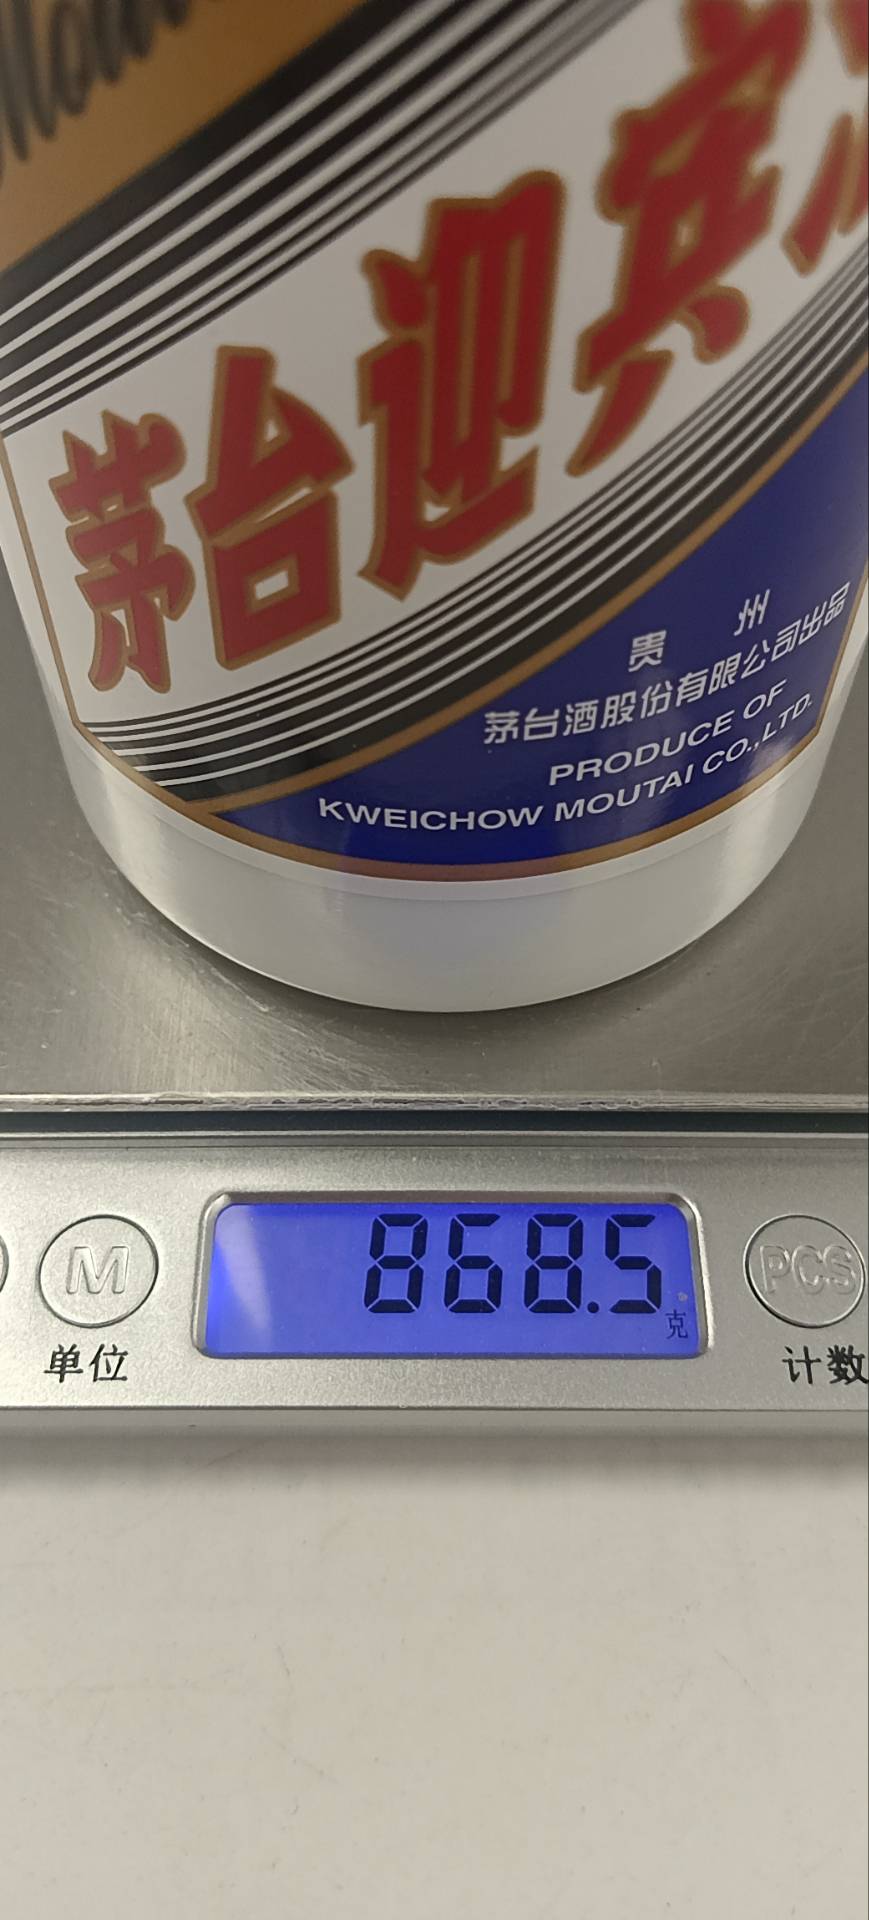 茅台迎宾
贵 州
茅台酒股份有限公司出品
PRODUCE OF
KWEICHOW MOUTAI CO.,LTD.
868.5
克
M
PCS
单位
计数